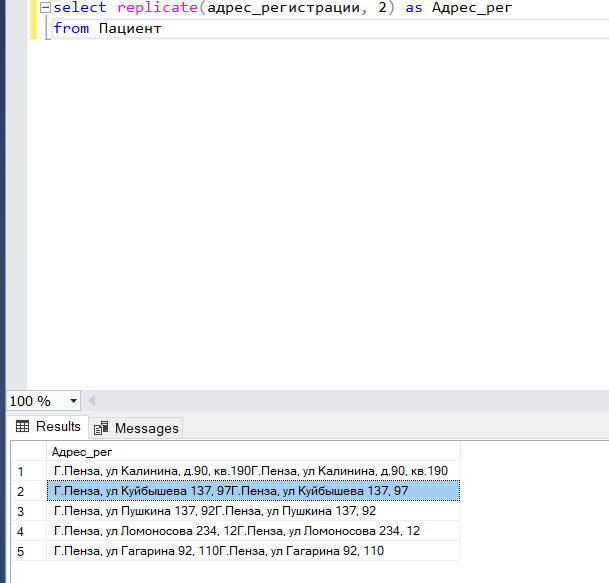 select replicate(адрес_регистрации, 2) as Адрес_рег
from Пациент
100 %
Results Messages
Адрес_рег
1 Г.Пенза, ул Калинина, д.90, кв.190Г.Пенза, ул Калинина, д.90, кв.190
2 Г.Пенза, ул Куйбышева 137, 97Г.Пенза, ул Куйбышева 137, 97
3 Г.Пенза, ул Пушкина 137, 92Г.Пенза, ул Пушкина 137, 92
4 Г.Пенза, ул Ломоносова 234, 12Г.Пенза, ул Ломоносова 234, 12
5 Г.Пенза, ул Гагарина 92, 110Г.Пенза, ул Гагарина 92, 110